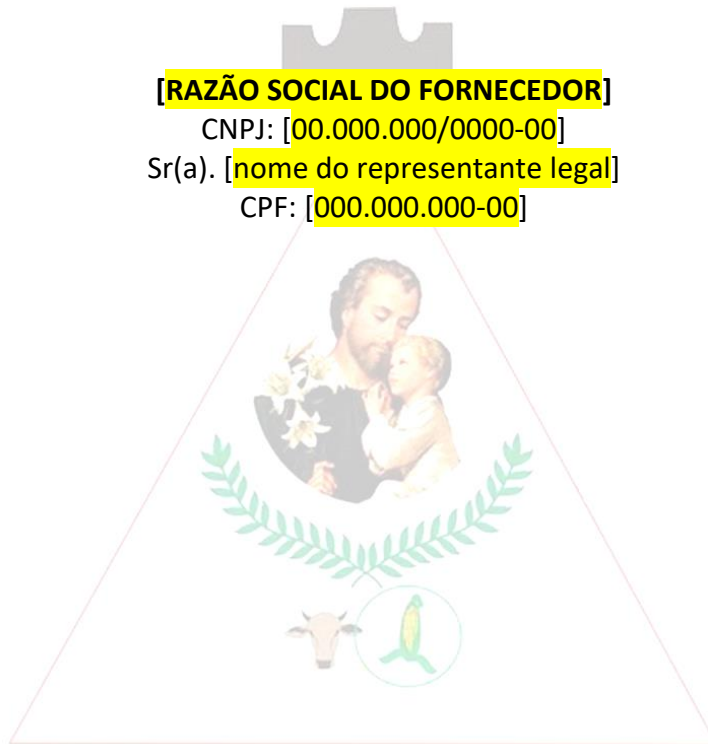 [RAZÃO SOCIAL DO FORNECEDOR]
CNPJ: [00.000.000/0000-00]
Sr(a). [nome do representante legal]
CPF: [000.000.000-00]